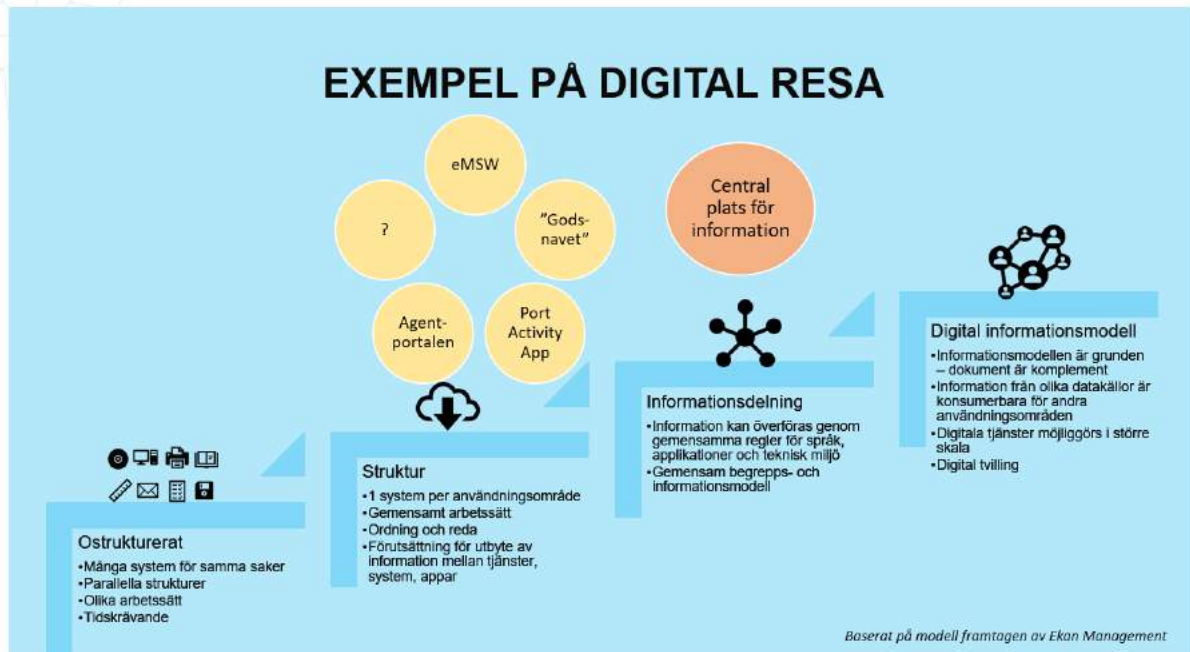 EXEMPEL PÅ DIGITAL RESA
eMSW
?
"Gods-
navet"
Agent-
portalen
Port
Activity
App
Central
plats för
information
Ostrukturerat
•Många system för samma saker
•Parallella strukturer
•Olika arbetssätt
•Tidskrävande
Struktur
•1 system per användningsområde
•Gemensamt arbetssätt
•Ordning och reda
•Förutsättning för utbyte av
information mellan tjänster,
system, appar
Informationsdelning
•Information kan överföras genom
gemensamma regler för språk,
applikationer och teknisk miljö
•Gemensam begrepps- och
informationsmodell
Digital informationsmodell
•Informationsmodellen är grunden
– dokument är komplement
•Information från olika datakällor är
konsumerbara för andra
användningsområden
•Digitala tjänster möjliggörs i större
skala
•Digital tvilling
Baserat på modell framtagen av Ekan Management